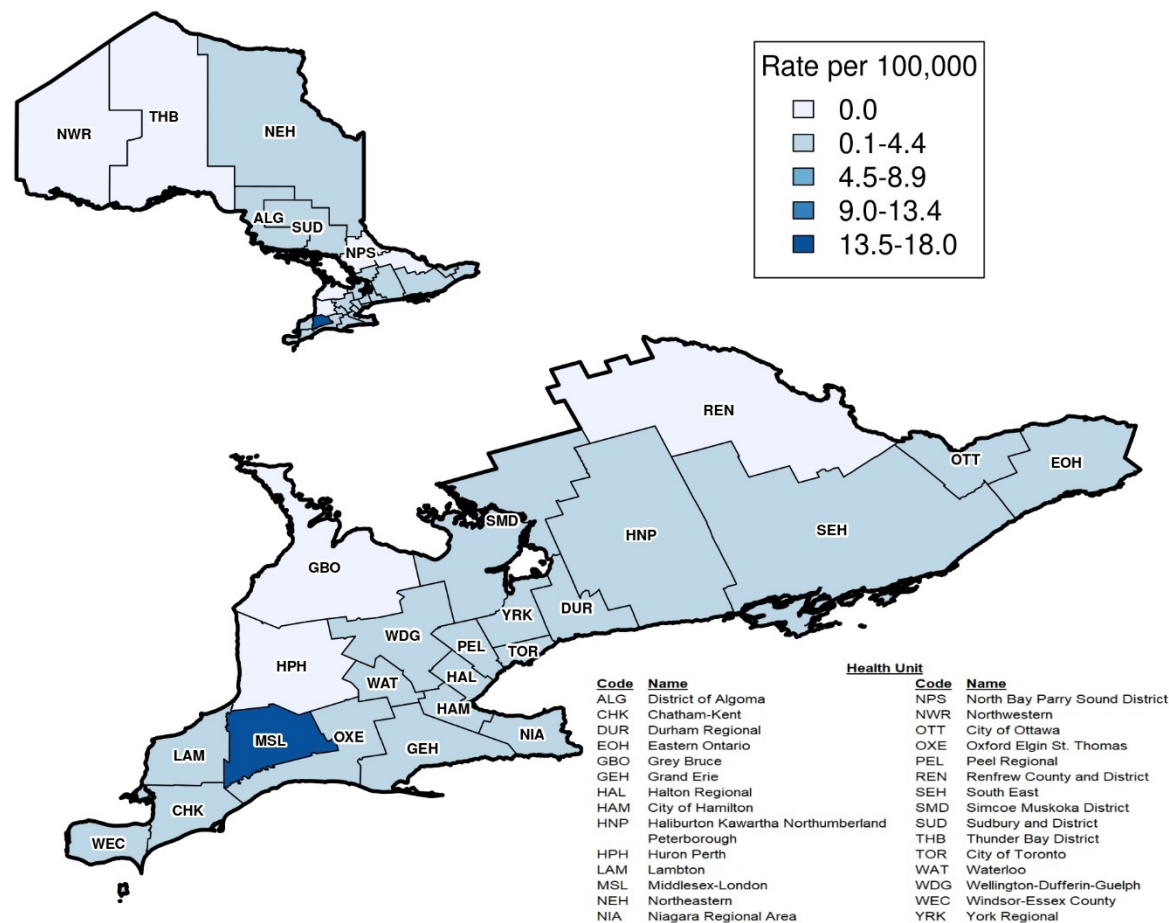 Rate per 100,000
0.0
0.1-4.4
4.5-8.9
9.0-13.4
13.5-18.0
NWR
THB
NEH
ALG
SUD
NPS
REN
OTT
EOH
SMD
HNP
SEH
GBO
YRK
DUR
WDG
PEL
TOR
HPH
WAT
HAL
HAM
MSL
OXE
GEH
NIA
LAM
CHK
WEC
Health Unit
Code Name
ALG District of Algoma
CHK Chatham-Kent
DUR Durham Regional
EOH Eastern Ontario
GBO Grey Bruce
GEH Grand Erie
HAL Halton Regional
HAM City of Hamilton
HNP Haliburton Kawartha Northumberland
Peterborough
HPH Huron Perth
LAM Lambton
MSL Middlesex-London
NEH Northeastern
NIA Niagara Regional Area
Code Name
NPS North Bay Parry Sound District
NWR Northwestern
OTT City of Ottawa
OXE Oxford Elgin St. Thomas
PEL Peel Regional
REN Renfrew County and District
SEH South East
SMD Simcoe Muskoka District
SUD Sudbury and District
THB Thunder Bay District
TOR City of Toronto
WAT Waterloo
WDG Wellington-Dufferin-Guelph
WEC Windsor-Essex County
YRK York Regional